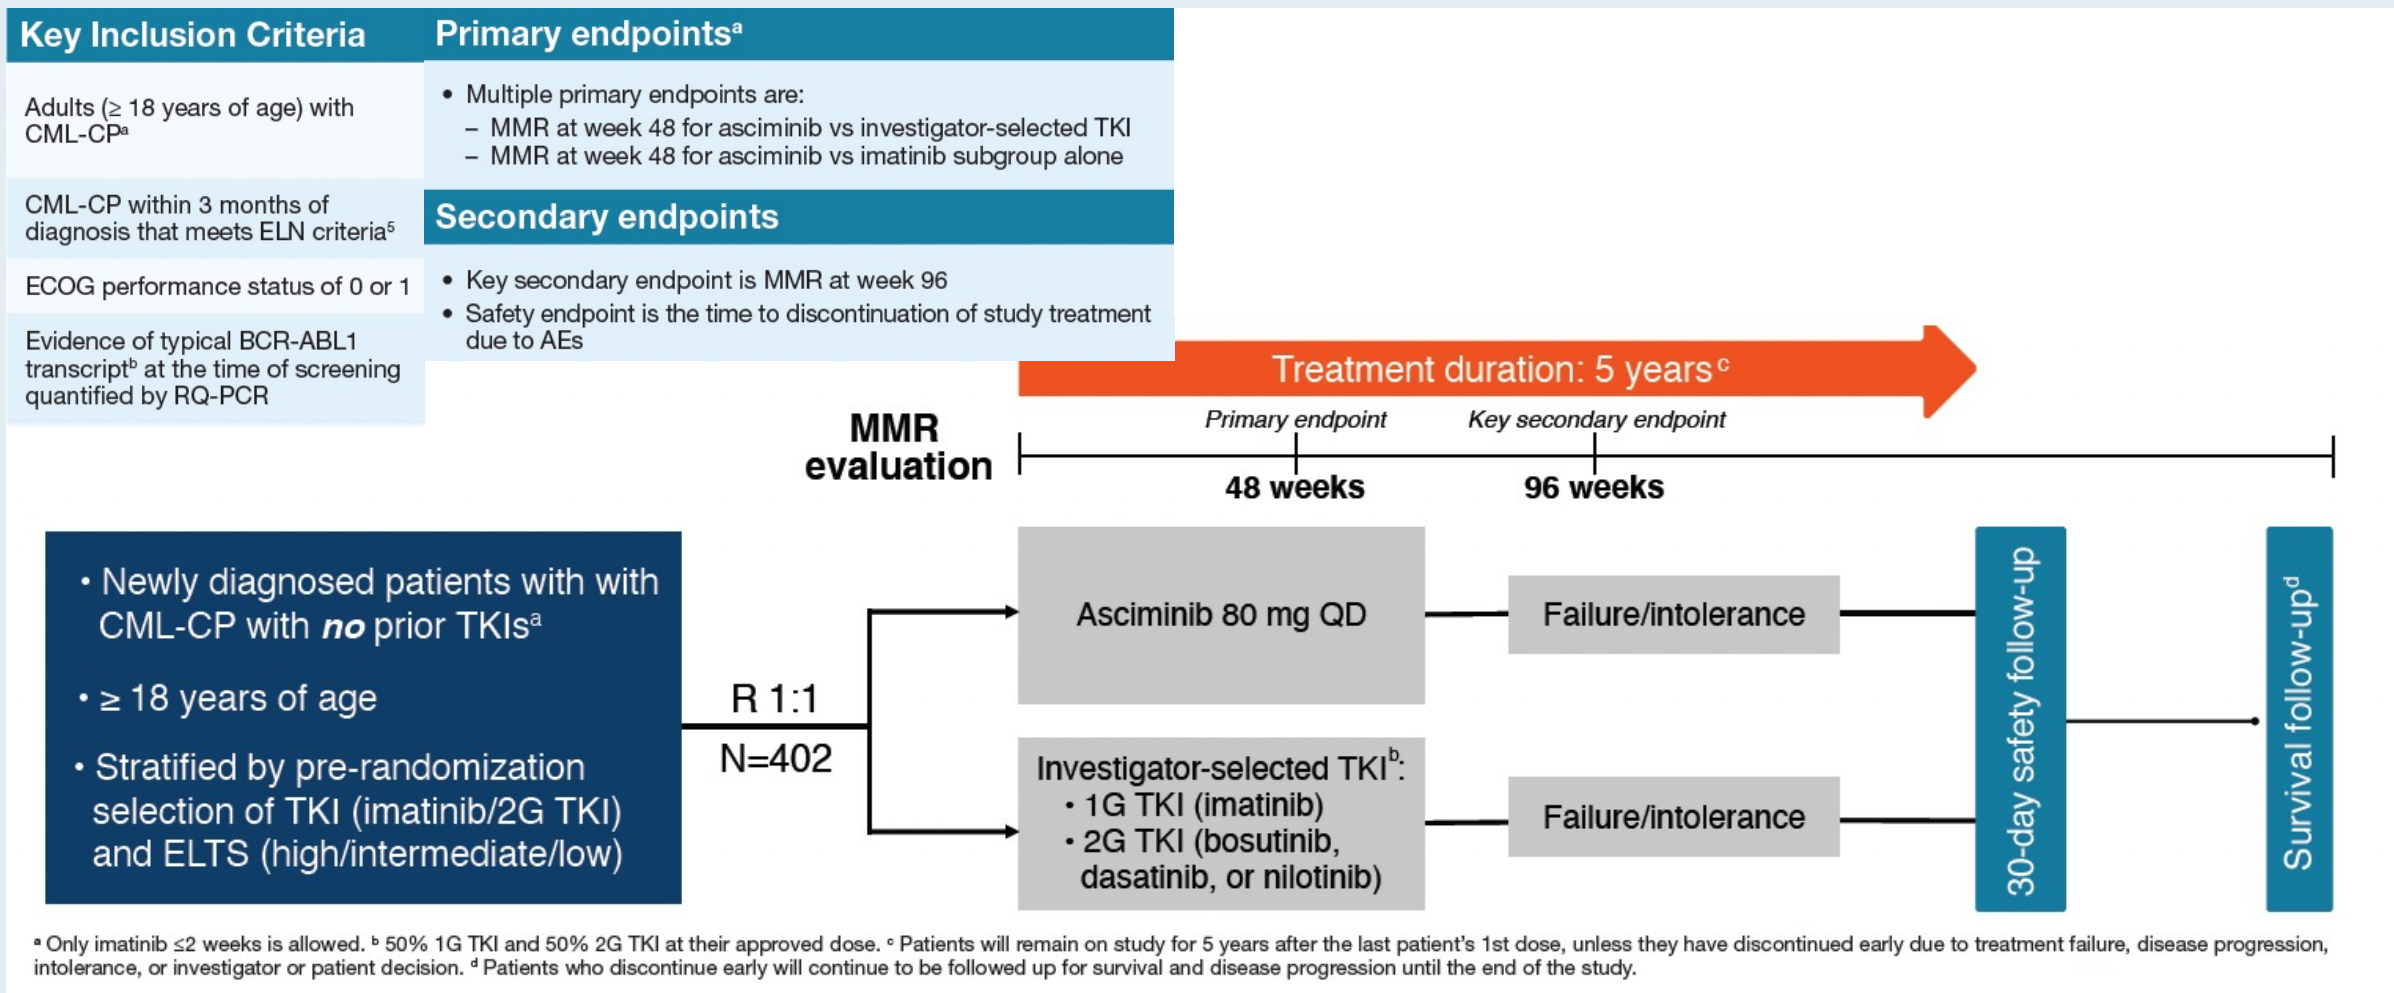 Key Inclusion Criteria
Adults (≥ 18 years of age) with
CML-CPᵃ
CML-CP within 3 months of
diagnosis that meets ELN criteria⁵
ECOG performance status of 0 or 1
Evidence of typical BCR-ABL1
transcriptᵇ at the time of screening
quantified by RQ-PCR
Primary endpointsᵃ
• Multiple primary endpoints are:
– MMR at week 48 for asciminib vs investigator-selected TKI
– MMR at week 48 for asciminib vs imatinib subgroup alone
Secondary endpoints
• Key secondary endpoint is MMR at week 96
• Safety endpoint is the time to discontinuation of study treatment
due to AEs
Treatment duration: 5 yearsᶜ
MMR
evaluation
Primary endpoint
Key secondary endpoint
48 weeks
96 weeks
• Newly diagnosed patients with with
CML-CP with no prior TKIsᵃ
• ≥ 18 years of age
• Stratified by pre-randomization
selection of TKI (imatinib/2G TKI)
and ELTS (high/intermediate/low)
R 1:1
N=402
Asciminib 80 mg QD
Failure/intolerance
Investigator-selected TKIᵇ:
• 1G TKI (imatinib)
• 2G TKI (bosutinib,
dasatinib, or nilotinib)
Failure/intolerance
30-day safety follow-up
Survival follow-upᵈ
ᵃ Only imatinib ≤2 weeks is allowed. ᵇ 50% 1G TKI and 50% 2G TKI at their approved dose. ᶜ Patients will remain on study for 5 years after the last patient's 1st dose, unless they have discontinued early due to treatment failure, disease progression,
intolerance, or investigator or patient decision. ᵈ Patients who discontinue early will continue to be followed up for survival and disease progression until the end of the study.